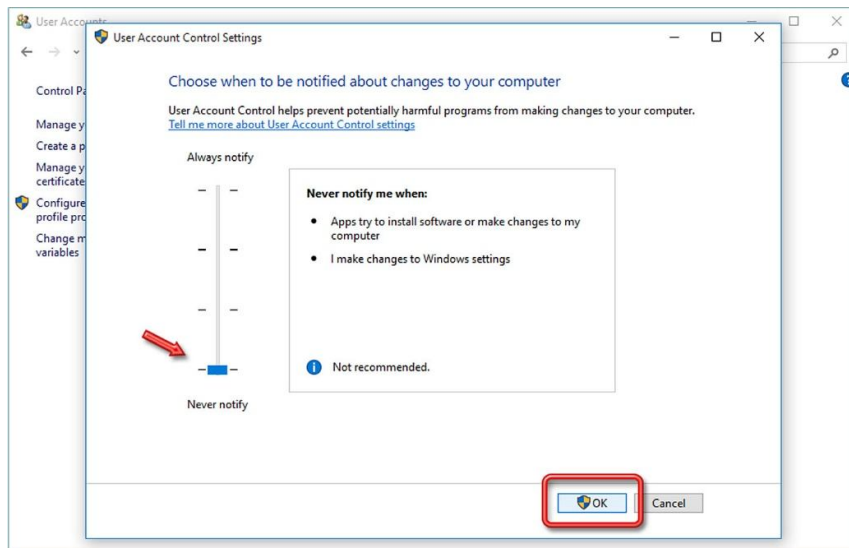 User Accounts
User Account Control Settings
Control Pa
Manage y
Create a p
Manage y
certificate
Configure
profile pro
Change m
variables
Choose when to be notified about changes to your computer
User Account Control helps prevent potentially harmful programs from making changes to your computer.
Tell me more about User Account Control settings
Always notify
Never notify me when:
• Apps try to install software or make changes to my
computer
• I make changes to Windows settings
Not recommended.
Never notify
OK
Cancel